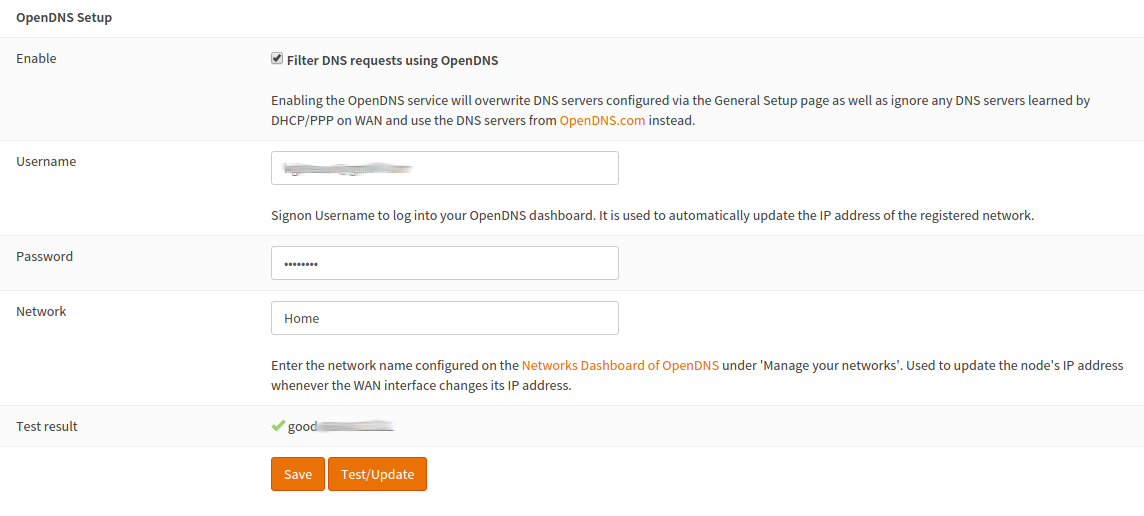 OpenDNS Setup
Enable
Filter DNS requests using OpenDNS
Enabling the OpenDNS service will overwrite DNS servers configured via the General Setup page as well as ignore any DNS servers learned by
DHCP/PPP on WAN and use the DNS servers from OpenDNS.com instead.
Username
Signon Username to log into your OpenDNS dashboard. It is used to automatically update the IP address of the registered network.
Password
••••••••
Network
Home
Enter the network name configured on the Networks Dashboard of OpenDNS under 'Manage your networks'. Used to update the node's IP address
whenever the WAN interface changes its IP address.
Test result
good
Save
Test/Update